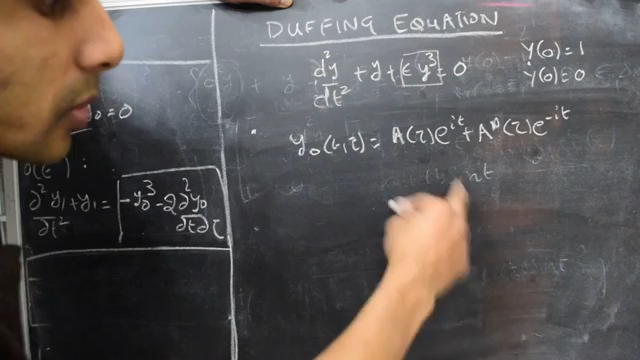 DUFFING EQUATION
d²y/dt² + y + ε y³ = 0
y(0) = 1
ẏ(0) = 0
y₀(t,τ) = A(τ)e^{it} + A*(τ)e^{-it}
y₀ = 0
∂²y₁/∂t² + y₁ = -y₀³ - 2∂²y₀/∂t∂τ